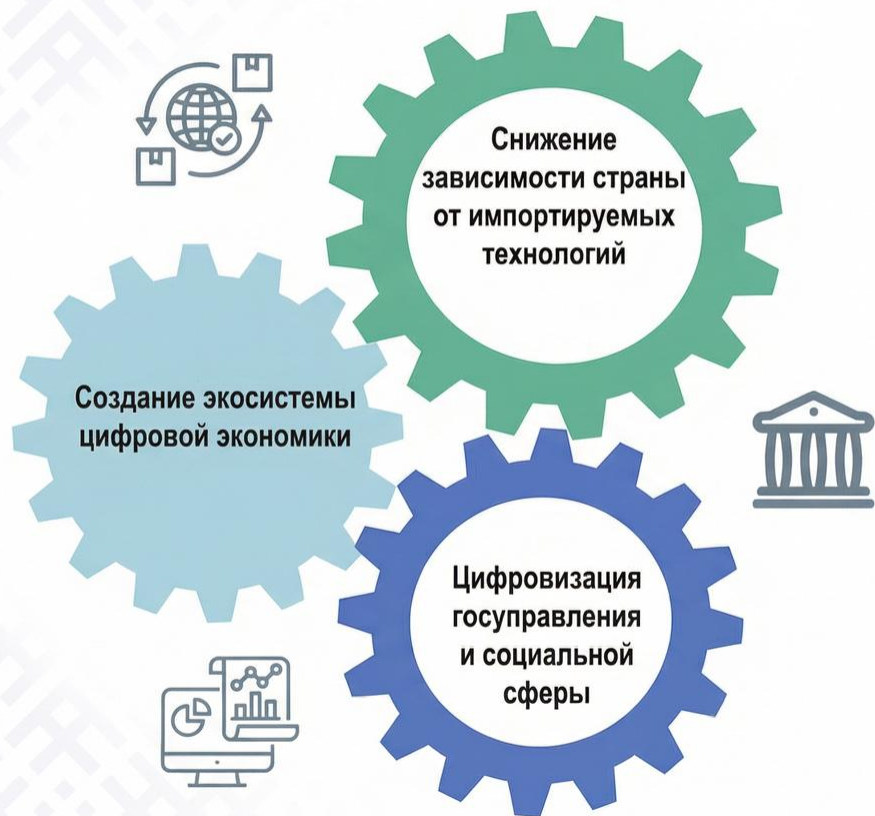 Снижение
зависимости страны
от импортируемых
технологий
Создание экосистемы
цифровой экономики
Цифровизация
госуправления
и социальной
сферы